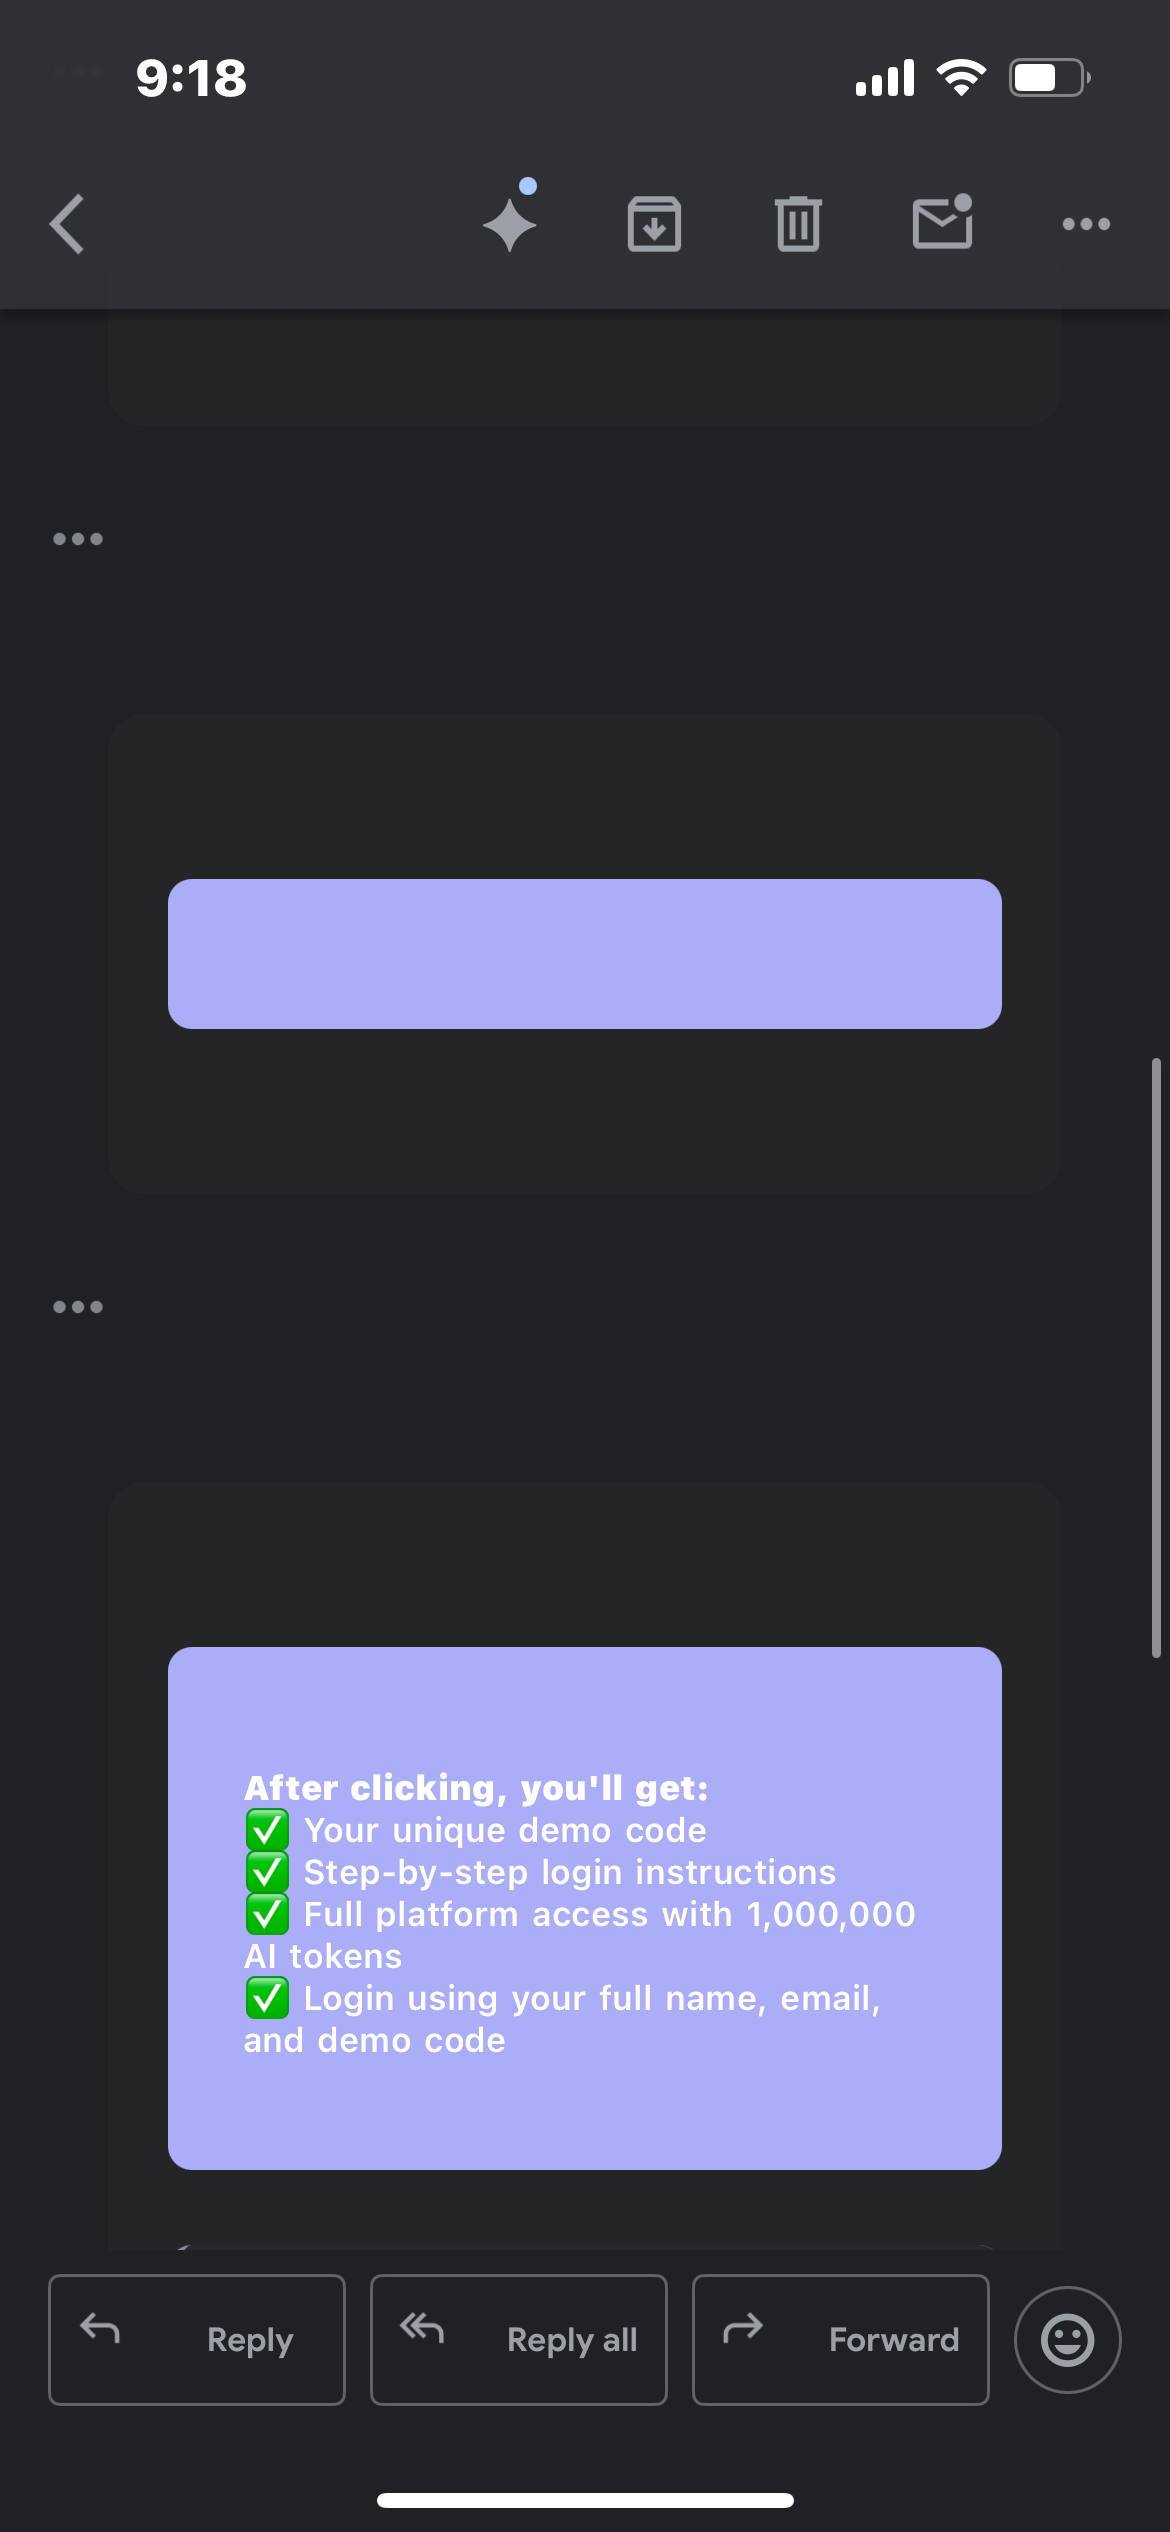 9:18
After clicking, you'll get:
✅ Your unique demo code
✅ Step-by-step login instructions
✅ Full platform access with 1,000,000
AI tokens
✅ Login using your full name, email,
and demo code
Reply
Reply all
Forward